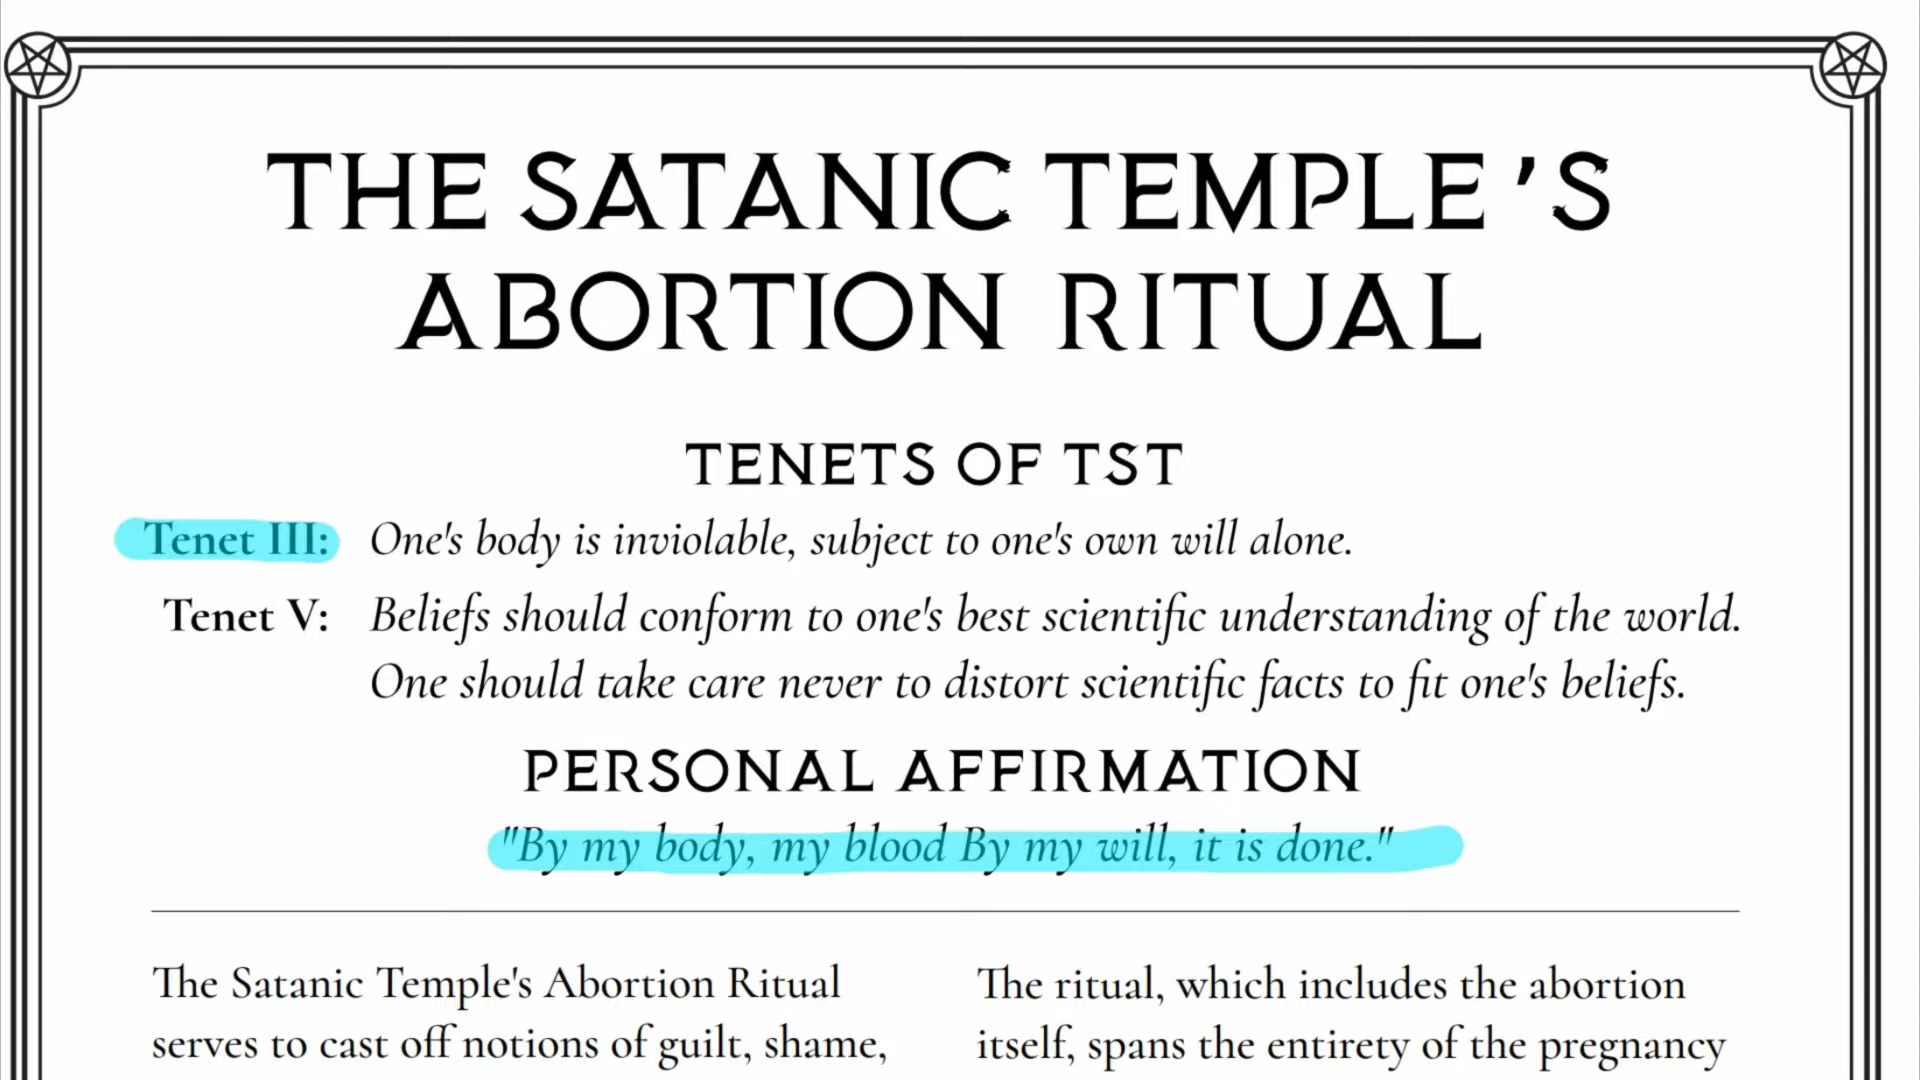 THE SATANIC TEMPLE'S
ABORTION RITUAL
TENETS OF TST
Tenet III: One's body is inviolable, subject to one's own will alone.
Tenet V: Beliefs should conform to one's best scientific understanding of the world.
One should take care never to distort scientific facts to fit one's beliefs.
PERSONAL AFFIRMATION
"By my body, my blood By my will, it is done."
The Satanic Temple's Abortion Ritual
serves to cast off notions of guilt, shame,
The ritual, which includes the abortion
itself, spans the entirety of the pregnancy